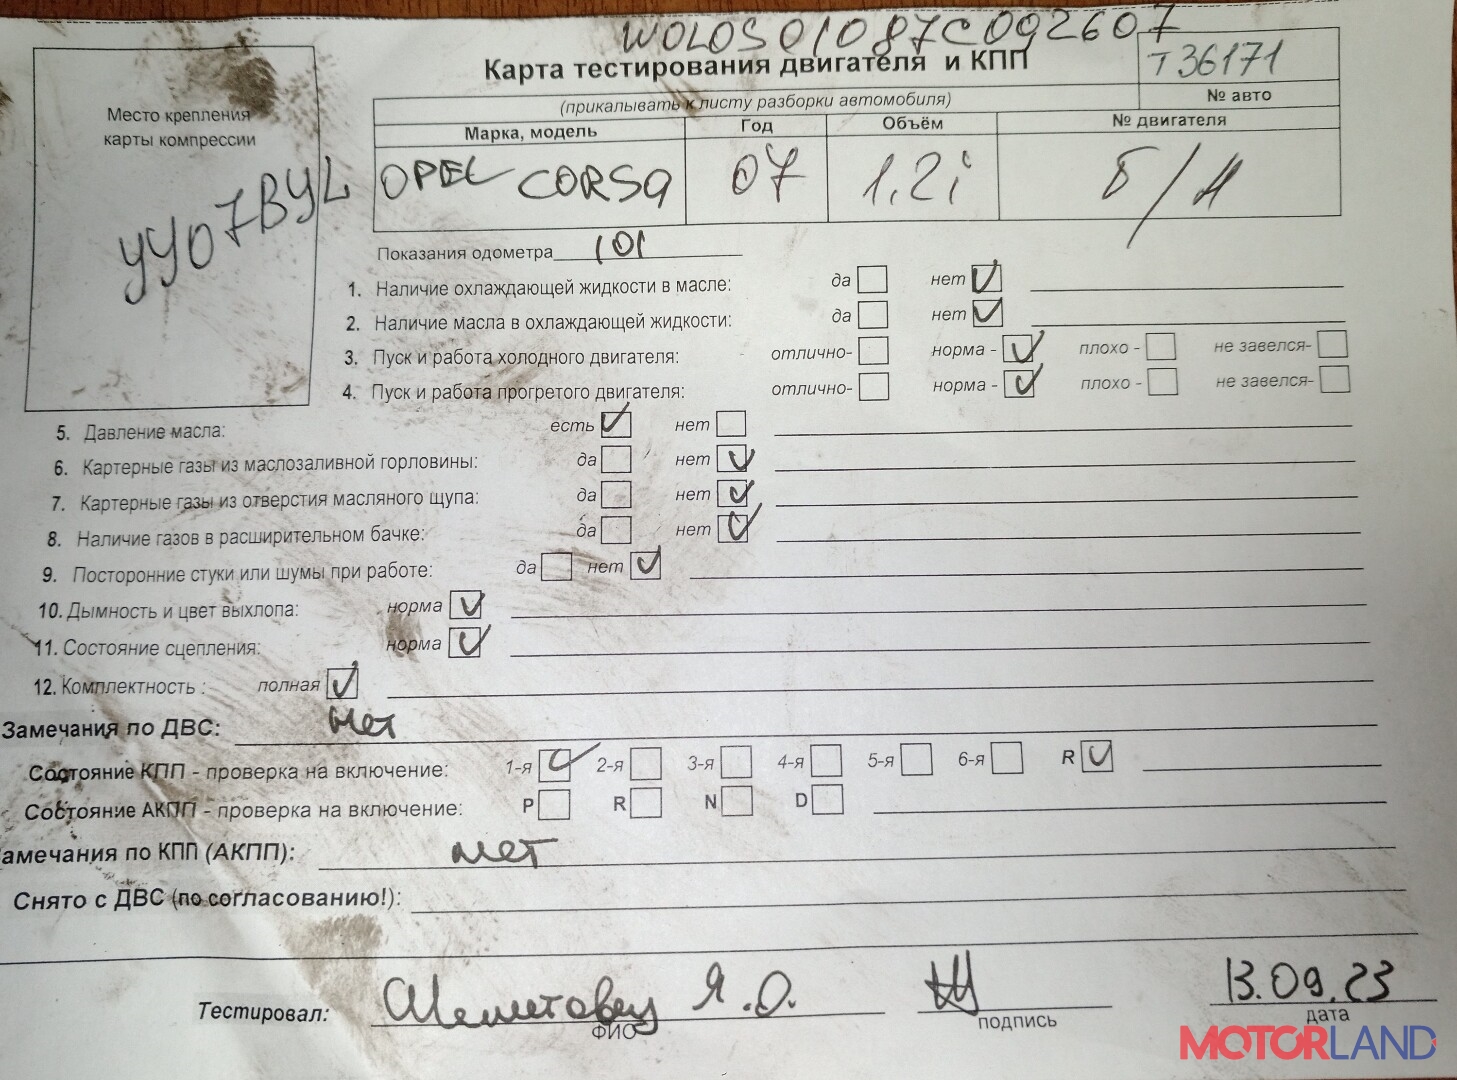 W0L0S01087C092607
Карта тестирования двигателя и КПП
Т36171
№ авто
Место крепления
карты компрессии
YY07BYL
(прикалывать к листу разборки автомобиля)
Марка, модель Год Объём № двигателя
OPEL CORSA 07 1.2i Б/Н
Показания одометра 101
1. Наличие охлаждающей жидкости в масле: да нет
2. Наличие масла в охлаждающей жидкости: да нет
3. Пуск и работа холодного двигателя: отлично- норма - плохо - не завелся-
4. Пуск и работа прогретого двигателя: отлично- норма - плохо - не завелся-
5. Давление масла: есть нет
6. Картерные газы из маслозаливной горловины: да нет
7. Картерные газы из отверстия масляного щупа: да нет
8. Наличие газов в расширительном бачке: да нет
9. Посторонние стуки или шумы при работе: да нет
10. Дымность и цвет выхлопа: норма
11. Состояние сцепления: норма
12. Комплектность : полная
Замечания по ДВС: нет
Состояние КПП - проверка на включение: 1-я 2-я 3-я 4-я 5-я 6-я R
Состояние АКПП - проверка на включение: P R N D
амечания по КПП (АКПП): нет
Снято с ДВС (по согласованию!):
Тестировал: Я.О. 13.09.23
ФИО подпись дата
MOTORLAND